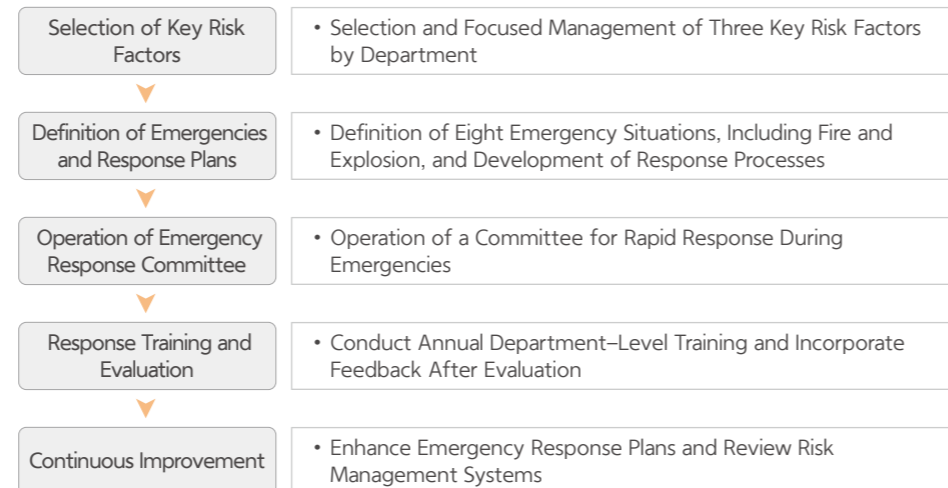 Selection of Key Risk
Factors
• Selection and Focused Management of Three Key Risk Factors
by Department
Definition of Emergencies
and Response Plans
• Definition of Eight Emergency Situations, Including Fire and
Explosion, and Development of Response Processes
Operation of Emergency
Response Committee
• Operation of a Committee for Rapid Response During
Emergencies
Response Training and
Evaluation
• Conduct Annual Department–Level Training and Incorporate
Feedback After Evaluation
Continuous Improvement
• Enhance Emergency Response Plans and Review Risk
Management Systems